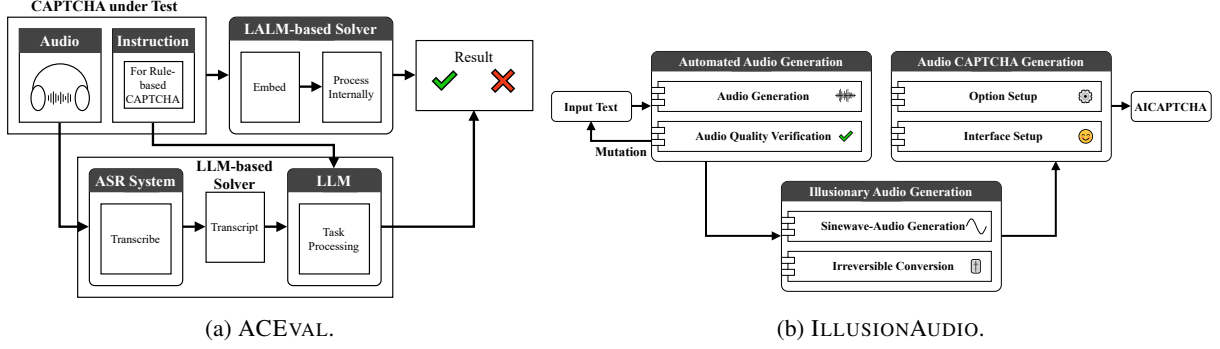 CAPTCHA under Test
Audio
Instruction
For Rule-
based
CAPTCHA
LALM-based Solver
Embed
Process
Internally
Result
LLM-based
Solver
ASR System
Transcribe
Transcript
LLM
Task
Processing
(a) ACEVAL.
Input Text
Mutation
Automated Audio Generation
Audio Generation
Audio Quality Verification
Illusionary Audio Generation
Sinewave-Audio Generation
Irreversible Conversion
Audio CAPTCHA Generation
Option Setup
Interface Setup
AICAPTCHA
(b) ILLUSIONAUDIO.